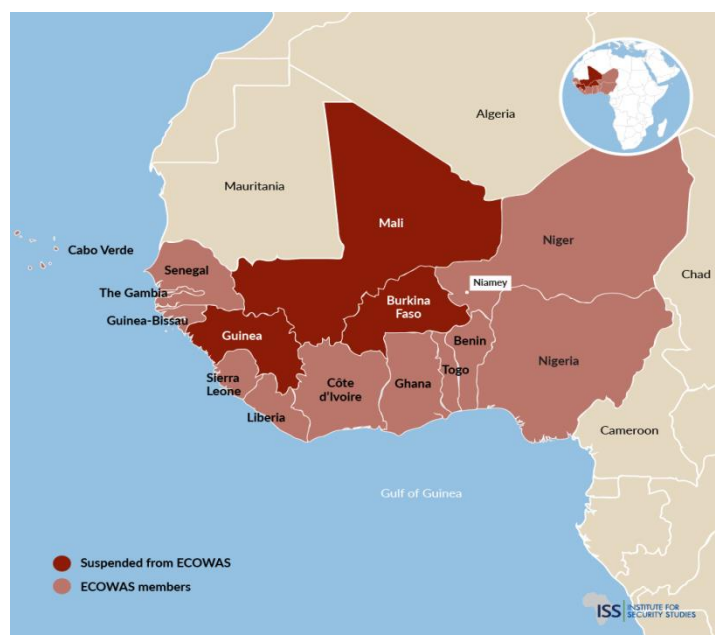 Algeria
Mauritania
Mali
Cabo Verde
Niger
Senegal
Chad
The Gambia
Niamey
Burkina
Faso
Guinea-Bissau
Guinea
Benin
Nigeria
Sierra
Leone
Côte
d'Ivoire
Ghana
Togo
Liberia
Cameroon
Gulf of Guinea
Suspended from ECOWAS
ECOWAS members
ISS
INSTITUTE FOR
SECURITY STUDIES